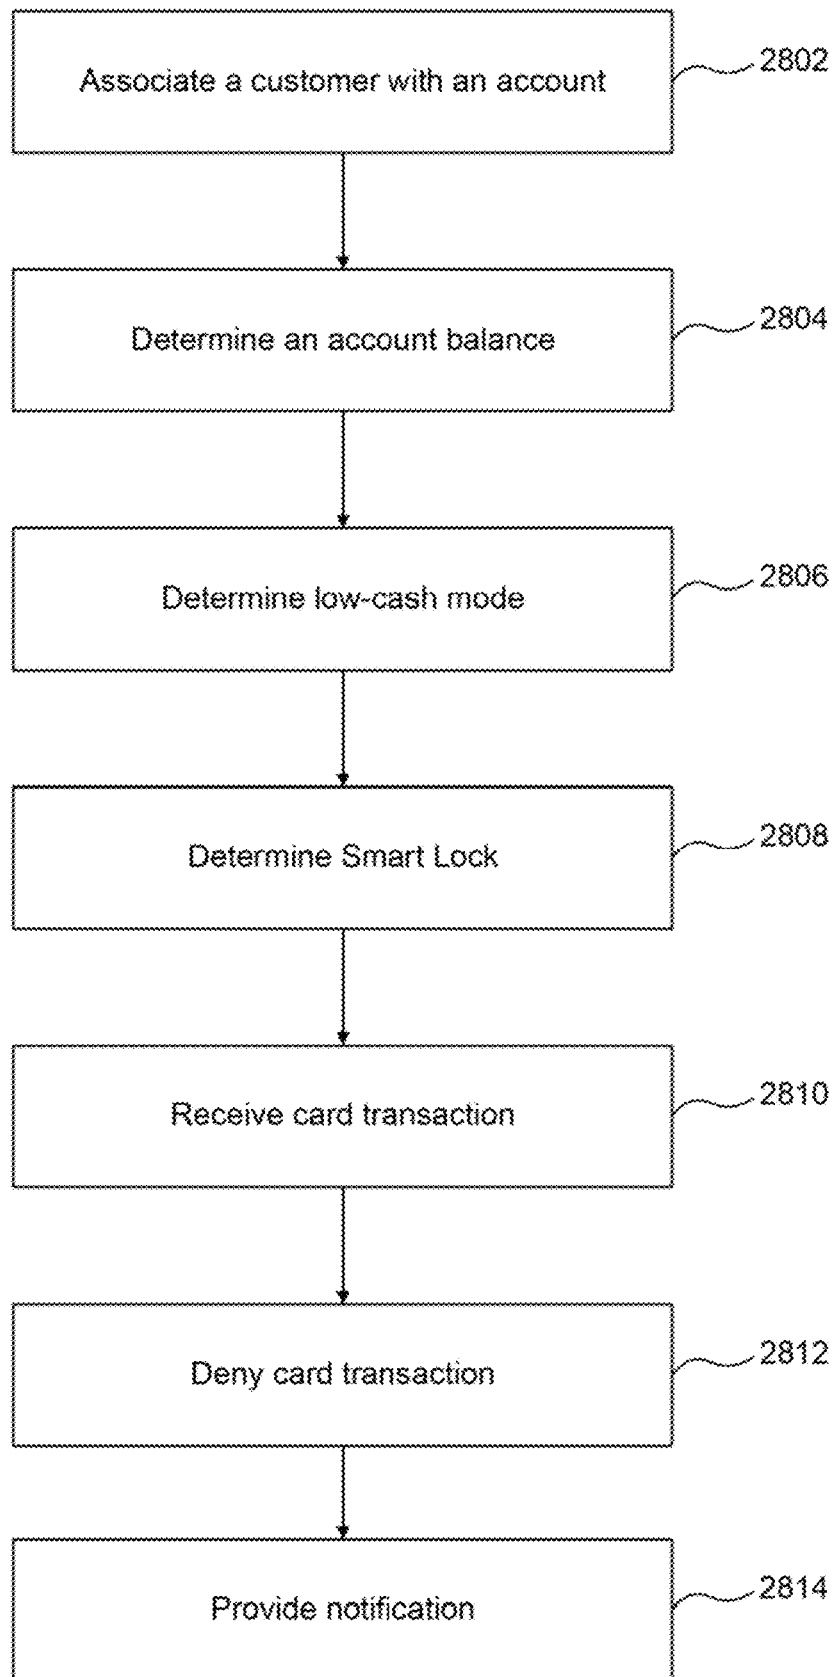 Associate a customer with an account
2802
Determine an account balance
2804
Determine low-cash mode
2806
Determine Smart Lock
2808
Receive card transaction
2810
Deny card transaction
2812
Provide notification
2814